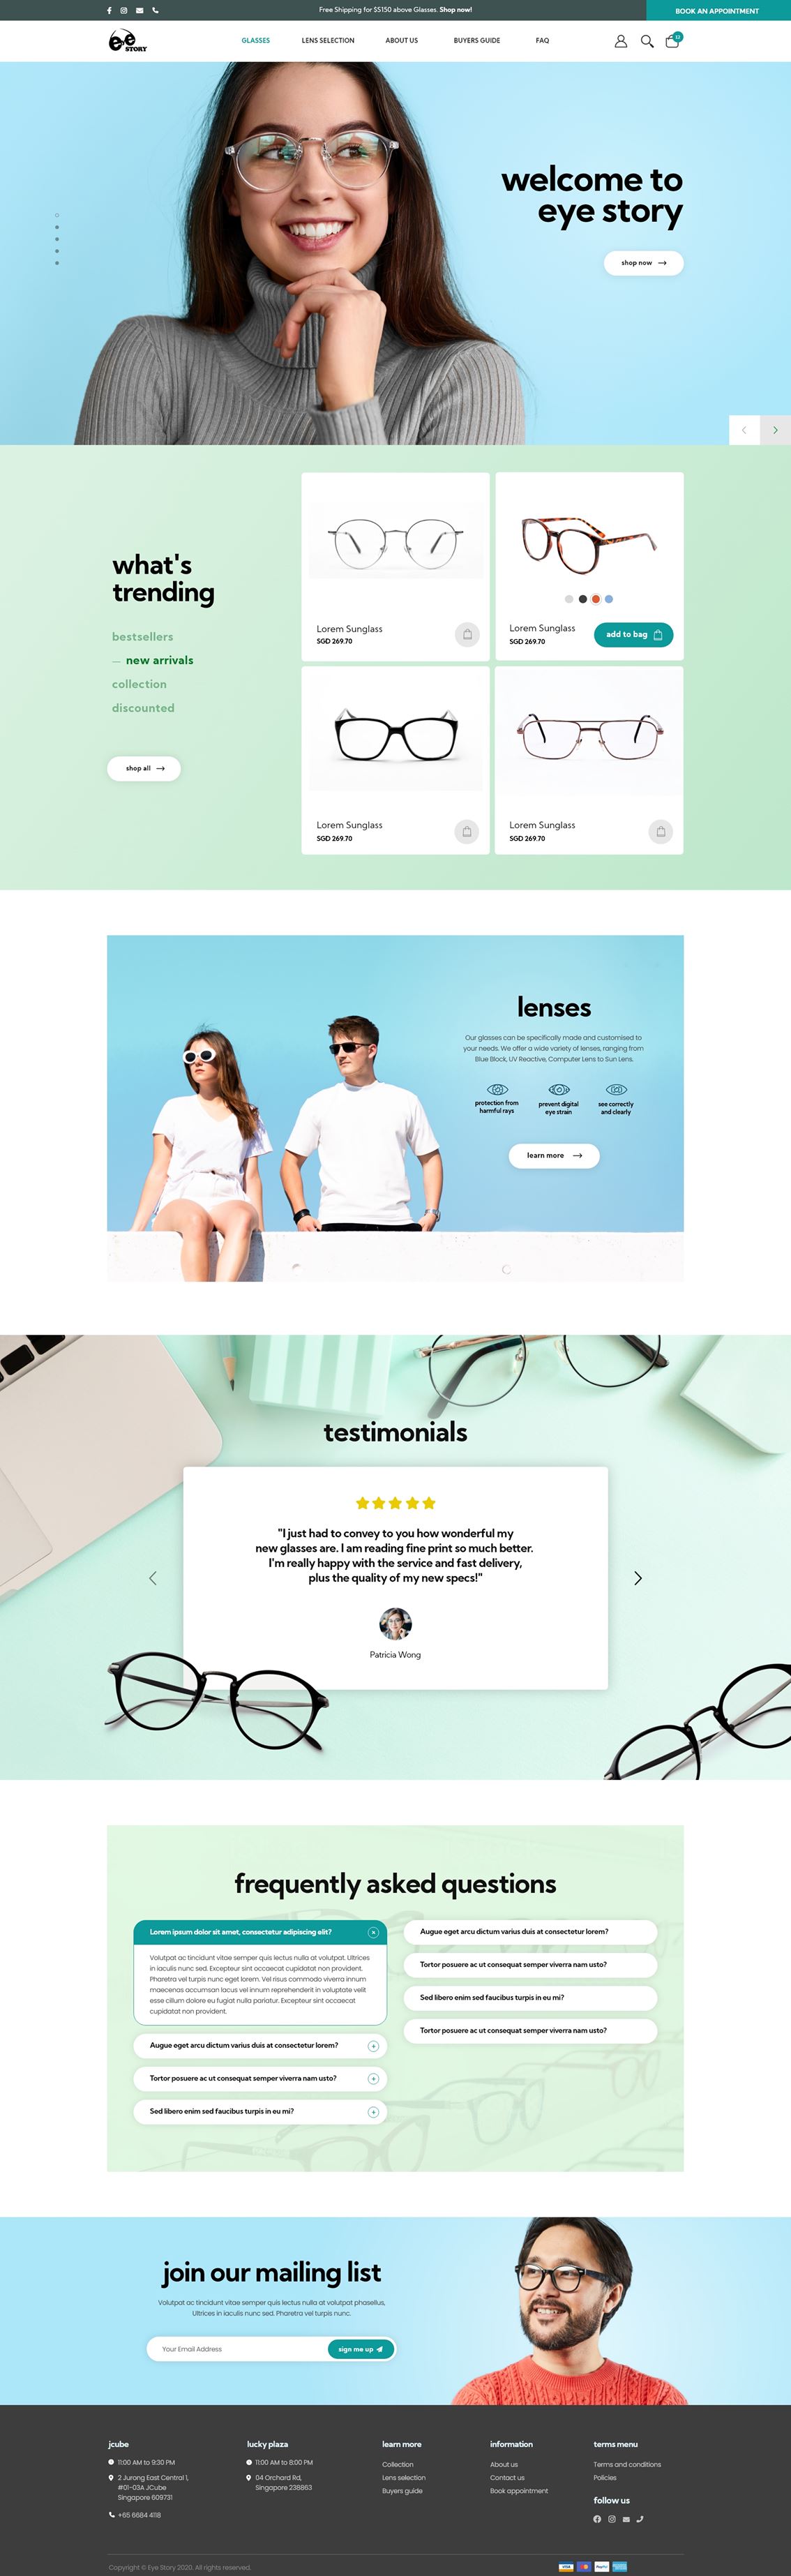 Free Shipping for $S150 above Glasses. Shop now!
BOOK AN APPOINTMENT
eye
STORY
GLASSES
LENS SELECTION
ABOUT US
BUYERS GUIDE
FAQ
12
welcome to
eye story
shop now
what's
trending
bestsellers
new arrivals
collection
discounted
shop all
Lorem Sunglass
SGD 269.70
Lorem Sunglass
SGD 269.70
add to bag
Lorem Sunglass
SGD 269.70
Lorem Sunglass
SGD 269.70
lenses
Our glasses can be specifically made and customised to
your needs. We offer a wide variety of lenses, ranging from
Blue Block, UV Reactive, Computer Lens to Sun Lens.
protection from
harmful rays
prevent digital
eye strain
see correctly
and clearly
learn more
testimonials
"I just had to convey to you how wonderful my
new glasses are. I am reading fine print so much better.
I'm really happy with the service and fast delivery,
plus the quality of my new specs!"
Patricia Wong
frequently asked questions
Lorem ipsum dolor sit amet, consectetur adipiscing elit?
Volutpat ac tincidunt vitae semper quis lectus nulla at volutpat. Ultrices
in iaculis nunc sed. Excepteur sint occaecat cupidatat non provident.
Pharetra vel turpis nunc eget lorem. Vel risus commodo viverra innum
maecenas accumsan lacus vel innum reprehenderit in voluptate velit
esse cillum dolore eu fugiat nulla pariatur. Excepteur sint occaecat
cupidatat non provident.
Augue eget arcu dictum varius duis at consectetur lorem?
Tortor posuere ac ut consequat semper viverra nam usto?
Sed libero enim sed faucibus turpis in eu mi?
Augue eget arcu dictum varius duis at consectetur lorem?
Tortor posuere ac ut consequat semper viverra nam usto?
Sed libero enim sed faucibus turpis in eu mi?
Tortor posuere ac ut consequat semper viverra nam usto?
join our mailing list
Volutpat ac tincidunt vitae semper quis lectus nulla at volutpat phasellus,
Ultrices in iaculis nunc sed. Pharetra vel turpis nunc.
Your Email Address
sign me up
jcube
11:00 AM to 9:30 PM
2 Jurong East Central 1,
#01-03A JCube
Singapore 609731
+65 6684 4118
lucky plaza
11:00 AM to 8:00 PM
04 Orchard Rd,
Singapore 238863
learn more
Collection
Lens selection
Buyers guide
information
About us
Contact us
Book appointment
terms menu
Terms and conditions
Policies
follow us
Copyright © Eye Story 2020. All rights reserved.
VISA
PayPal